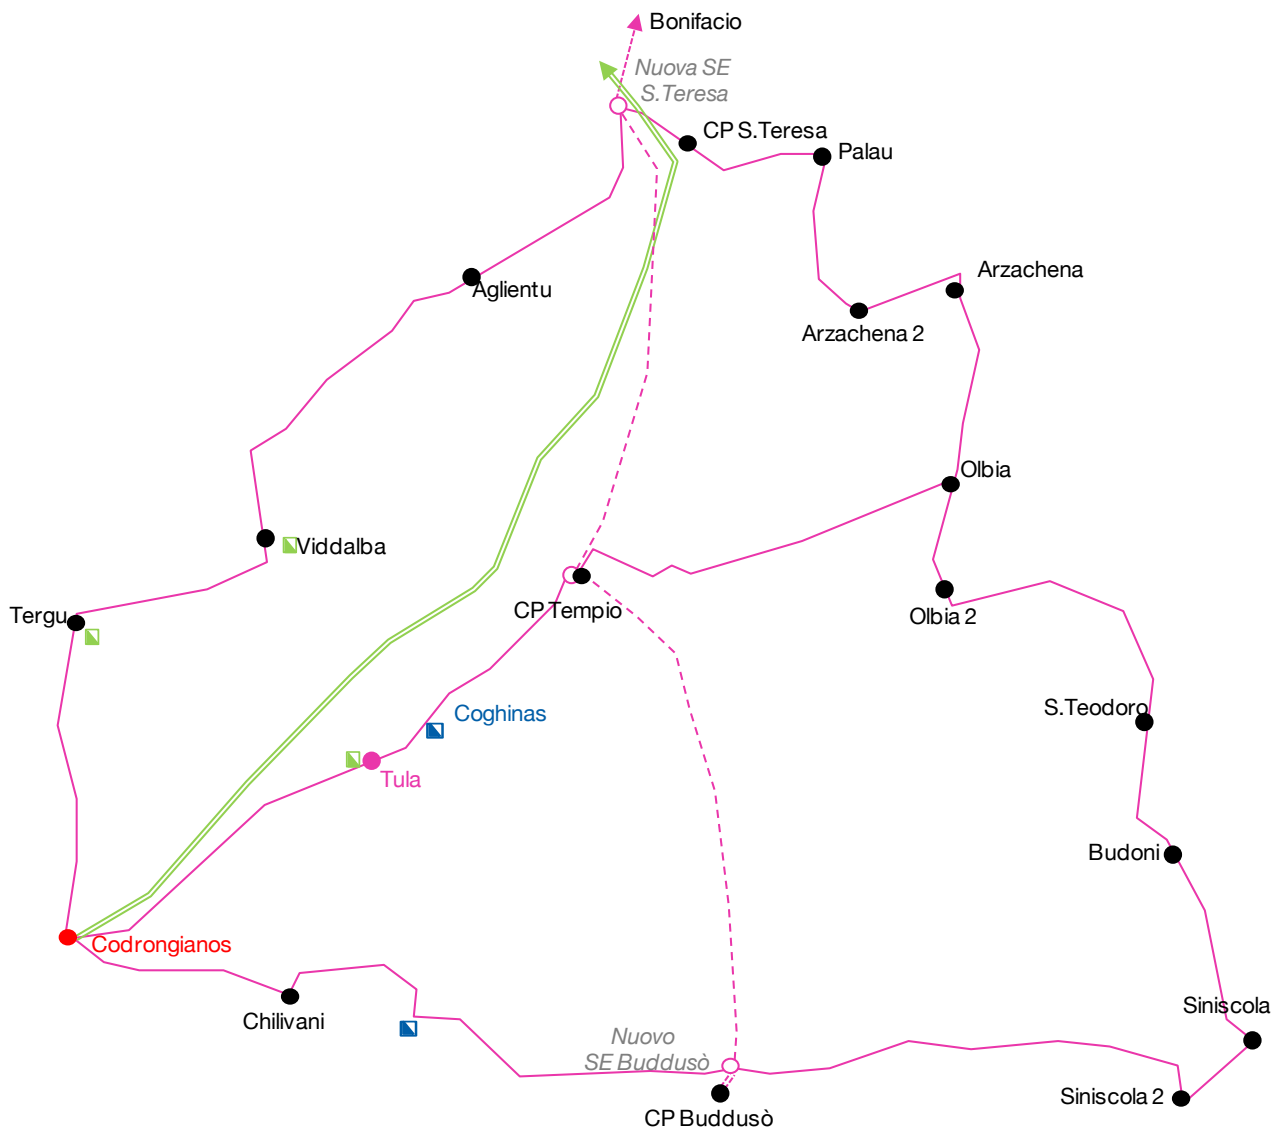 Bonifacio
Nuova SE
S.Teresa
CP S.Teresa
Palau
Arzachena
Aglientu
Arzachena 2
Olbia
Viddalba
CP Tempio
Olbia 2
Tergu
S.Teodoro
Coghinas
Tula
Budoni
Codrongianos
Siniscola
Chilivani
Nuovo
SE Buddusò
Siniscola 2
CP Buddusò